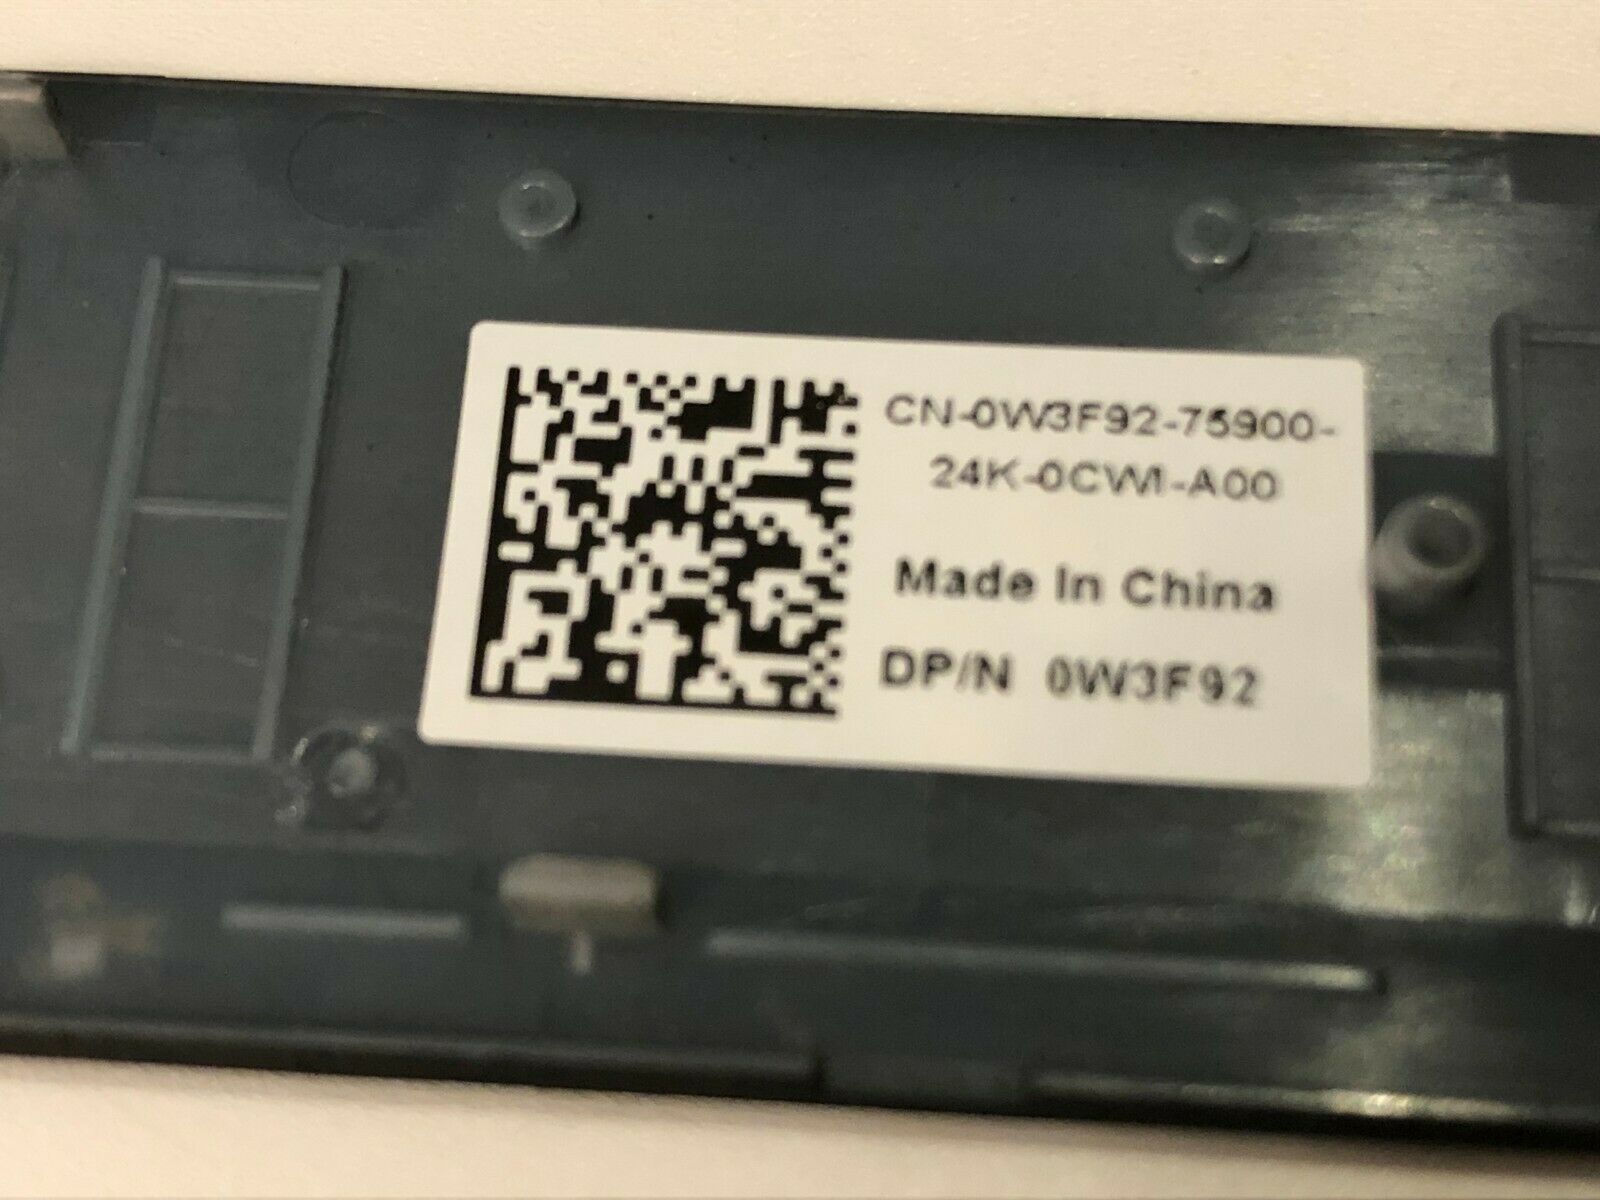 CN-0W3F92-75900-
24K-0CWI-A00
Made In China
DP/N 0W3F92